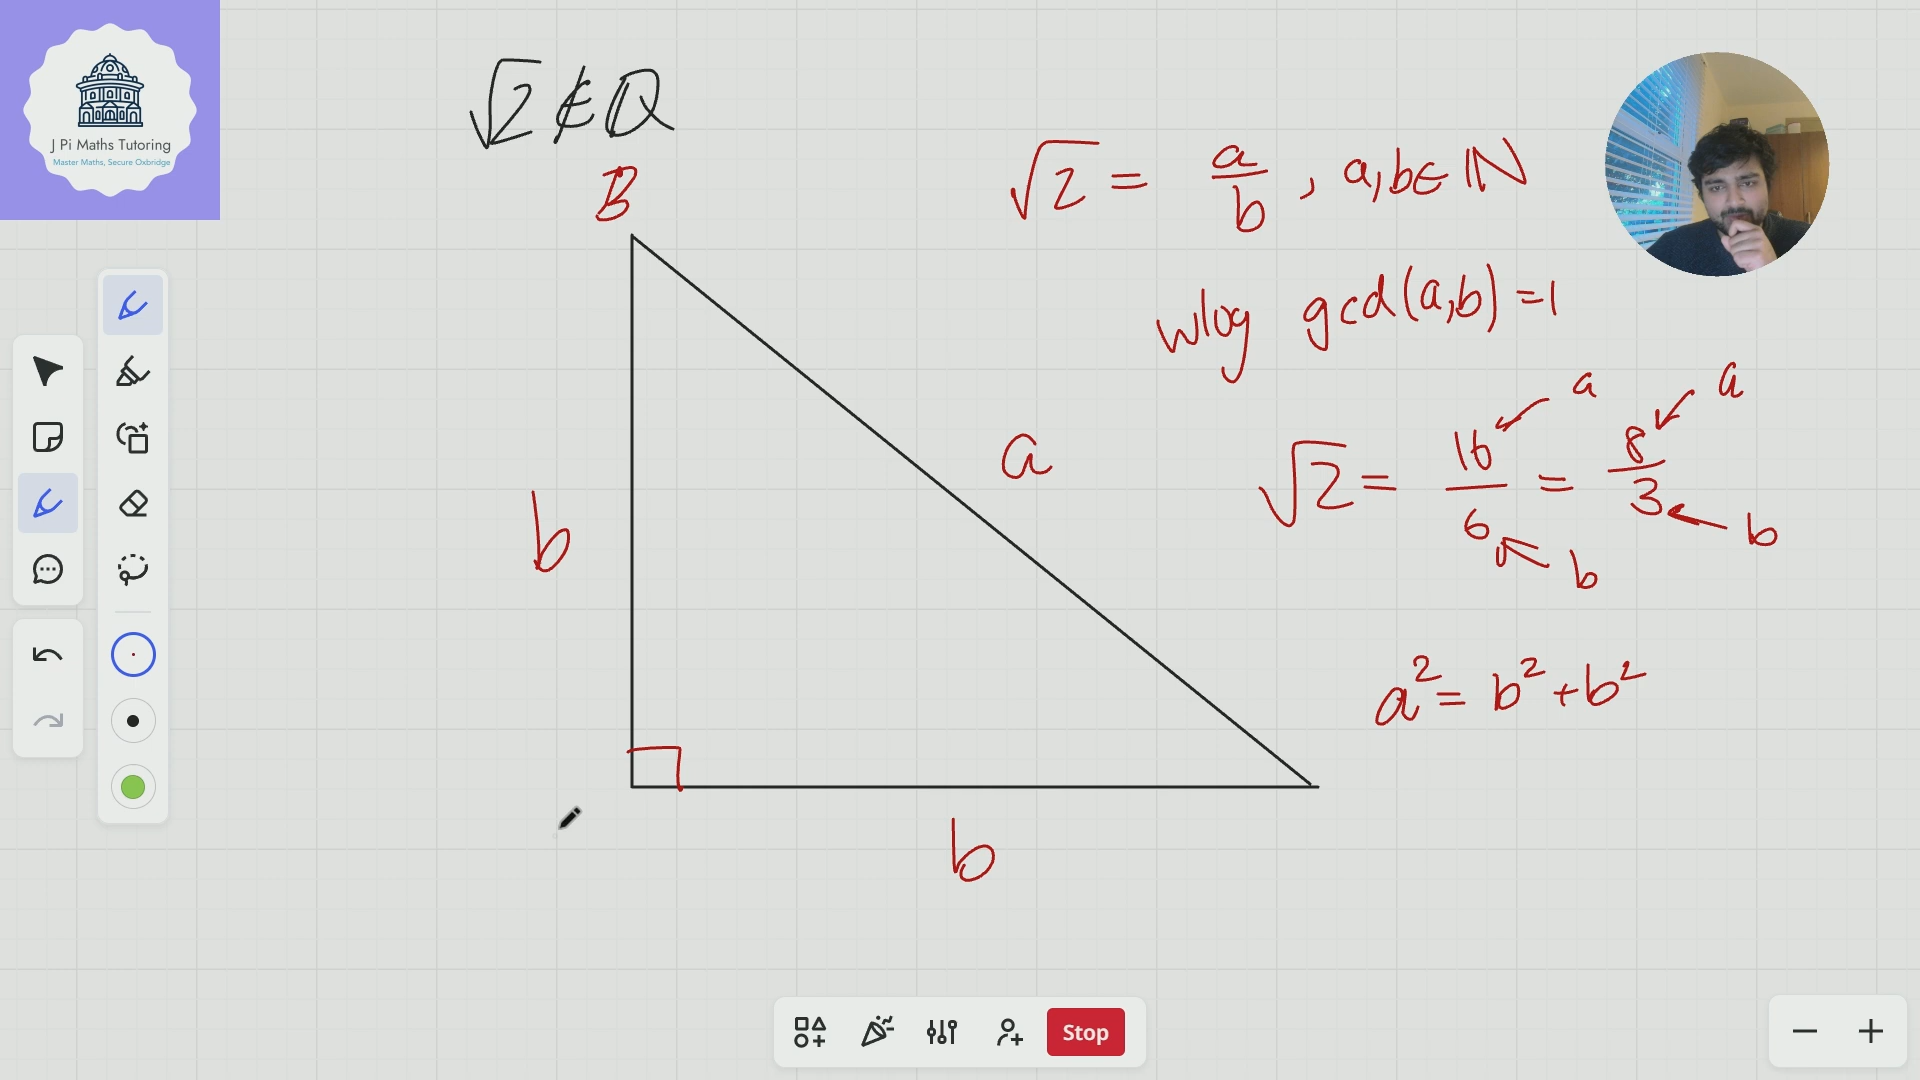 J Pi Maths Tutoring
Master Maths, Secure Oxbridge
√2 ∉ ℚ
B
√2 = a/b , a,b ∈ ℕ
wlog gcd(a,b) = 1
a a
√2 = 16/6 = 8/3
b b
a
b
a² = b² + b²
b
Stop